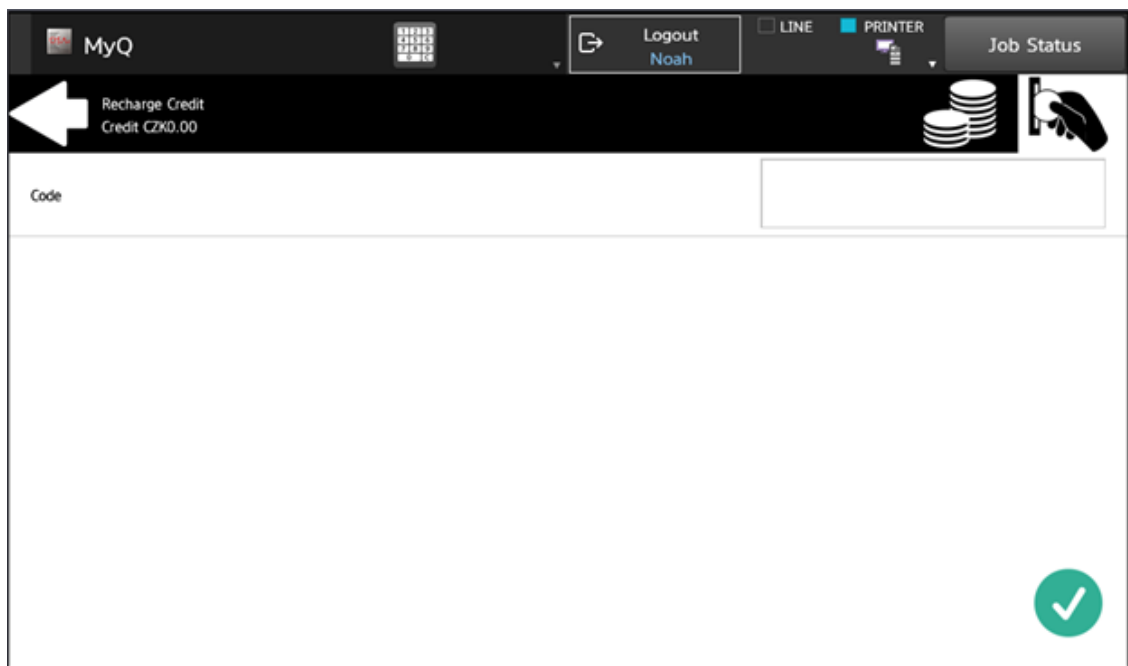 MyQ
Logout
Noah
LINE
PRINTER
Job Status
Recharge Credit
Credit CZK0.00
Code